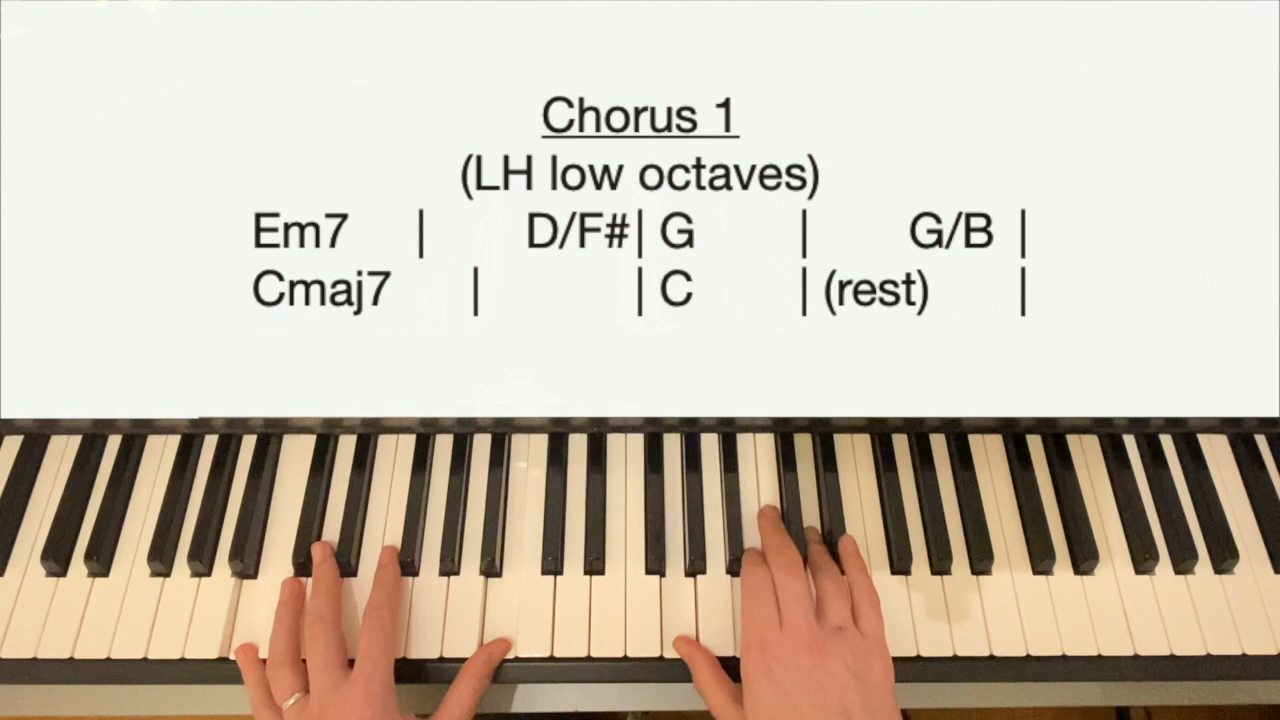 Chorus 1
(LH low octaves)
Em7 | D/F#| G | G/B |
Cmaj7 | | C | (rest) |